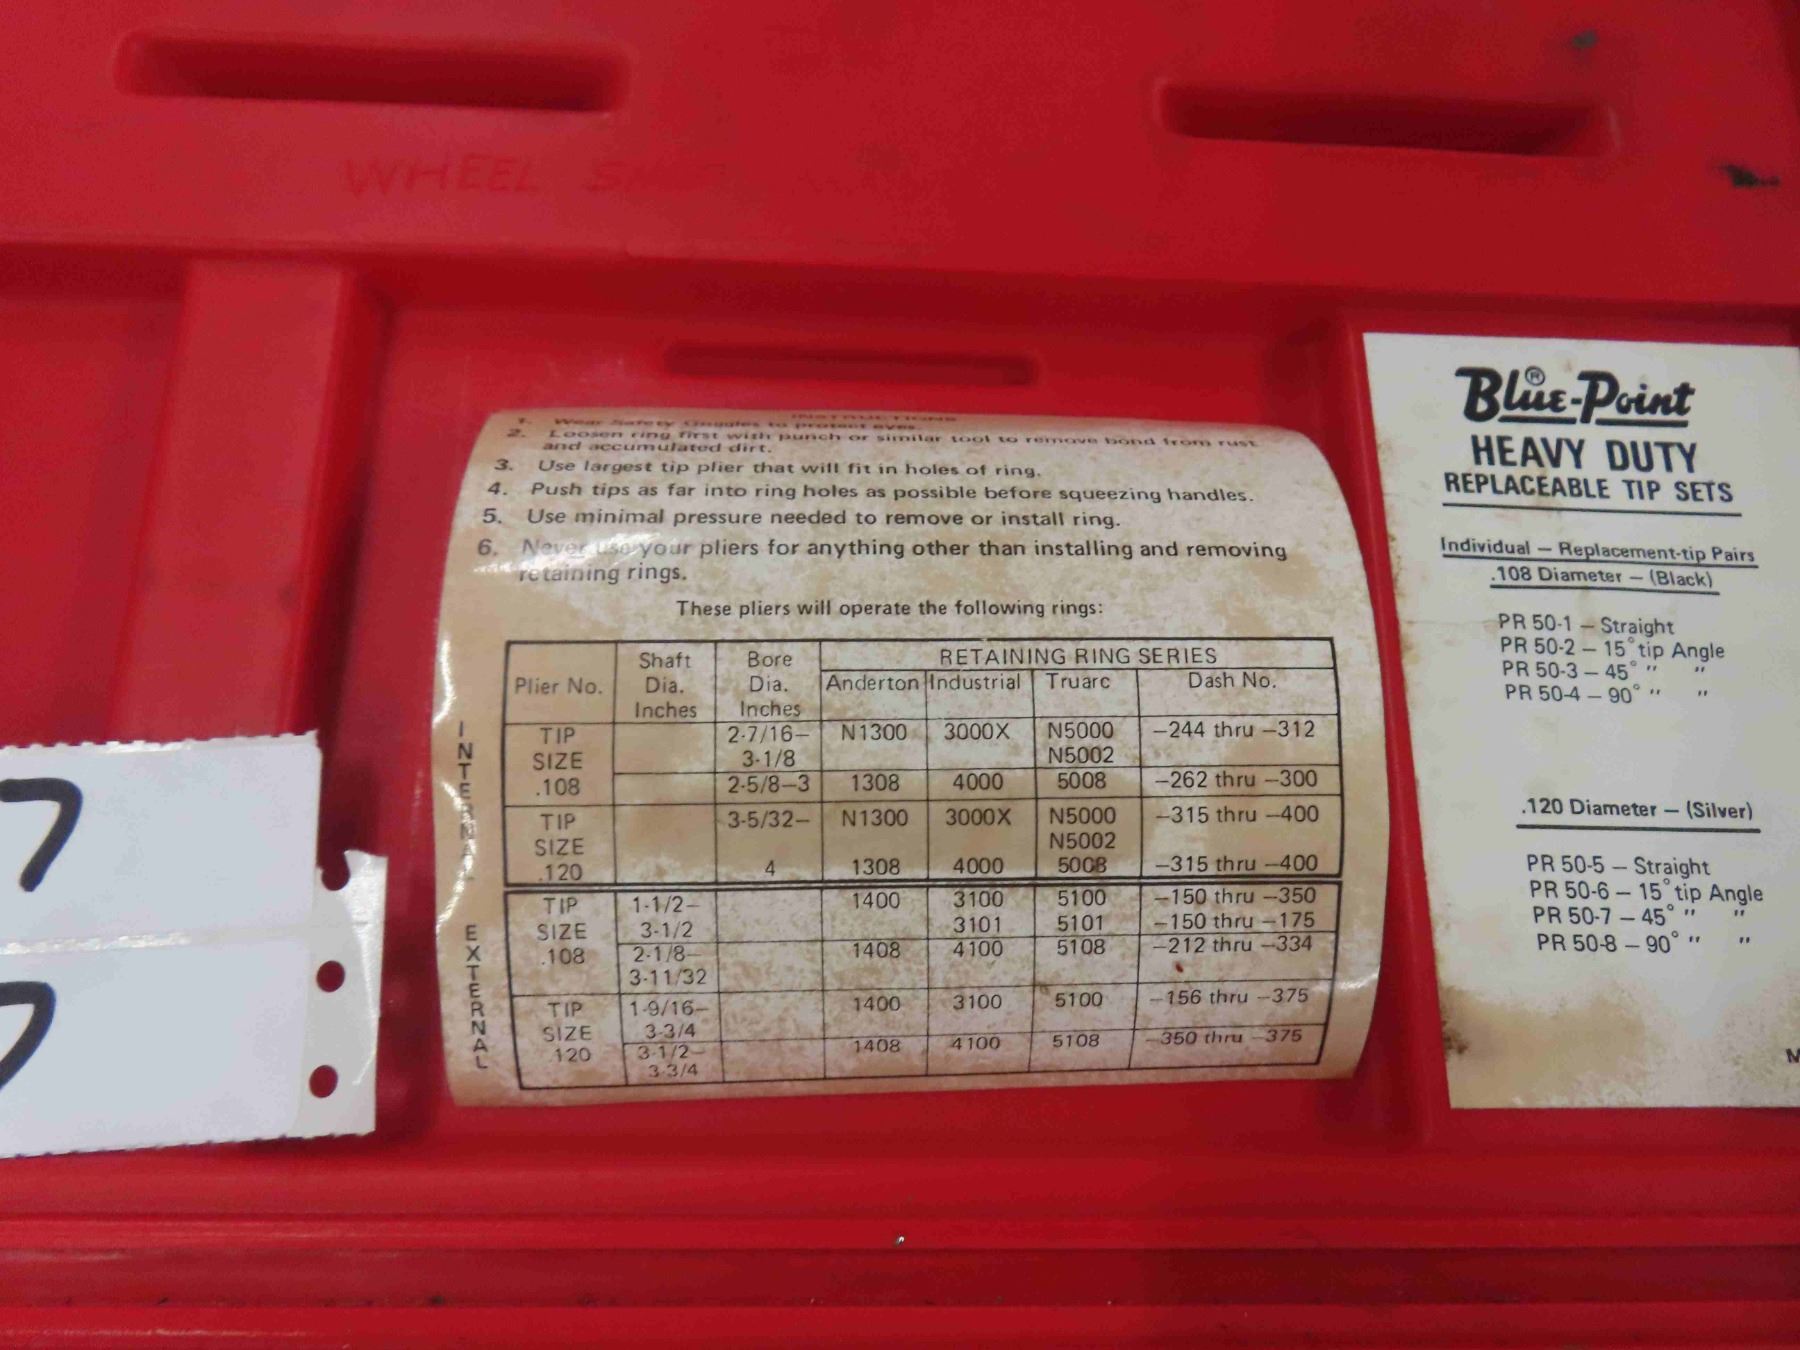 WHEEL
INSTRUCTIONS
1. Wear Safety Goggles to protect eyes.
2. Loosen ring first with punch or similar tool to remove bond from rust
and accumulated dirt.
3. Use largest tip plier that will fit in holes of ring.
4. Push tips as far into ring holes as possible before squeezing handles.
5. Use minimal pressure needed to remove or install ring.
6. Never use your pliers for anything other than installing and removing
retaining rings.
These pliers will operate the following rings:
Plier No. Shaft Dia. Inches Bore Dia. Inches RETAINING RING SERIES
Anderton Industrial Truarc Dash No.
INTERNAL
TIP 2-7/16– N1300 3000X N5000 –244 thru –312
SIZE 3-1/8 N5002
.108 2-5/8–3 1308 4000 5008 –262 thru –300
TIP 3-5/32– N1300 3000X N5000 –315 thru –400
SIZE N5002
.120 4 1308 4000 5008 –315 thru –400
EXTERNAL
TIP 1-1/2– 1400 3100 5100 –150 thru –350
SIZE 3-1/2 3101 5101 –150 thru –175
.108 2-1/8– 1408 4100 5108 –212 thru –334
3-11/32
TIP 1-9/16– 1400 3100 5100 –156 thru –375
SIZE 3-3/4
.120 3-1/2– 1408 4100 5108 –350 thru –375
3-3/4
Blue-Point®
HEAVY DUTY
REPLACEABLE TIP SETS
Individual – Replacement-tip Pairs
.108 Diameter – (Black)
PR 50-1 – Straight
PR 50-2 – 15° tip Angle
PR 50-3 – 45° " "
PR 50-4 – 90° " "
.120 Diameter – (Silver)
PR 50-5 – Straight
PR 50-6 – 15° tip Angle
PR 50-7 – 45° " "
PR 50-8 – 90° " "
M
7